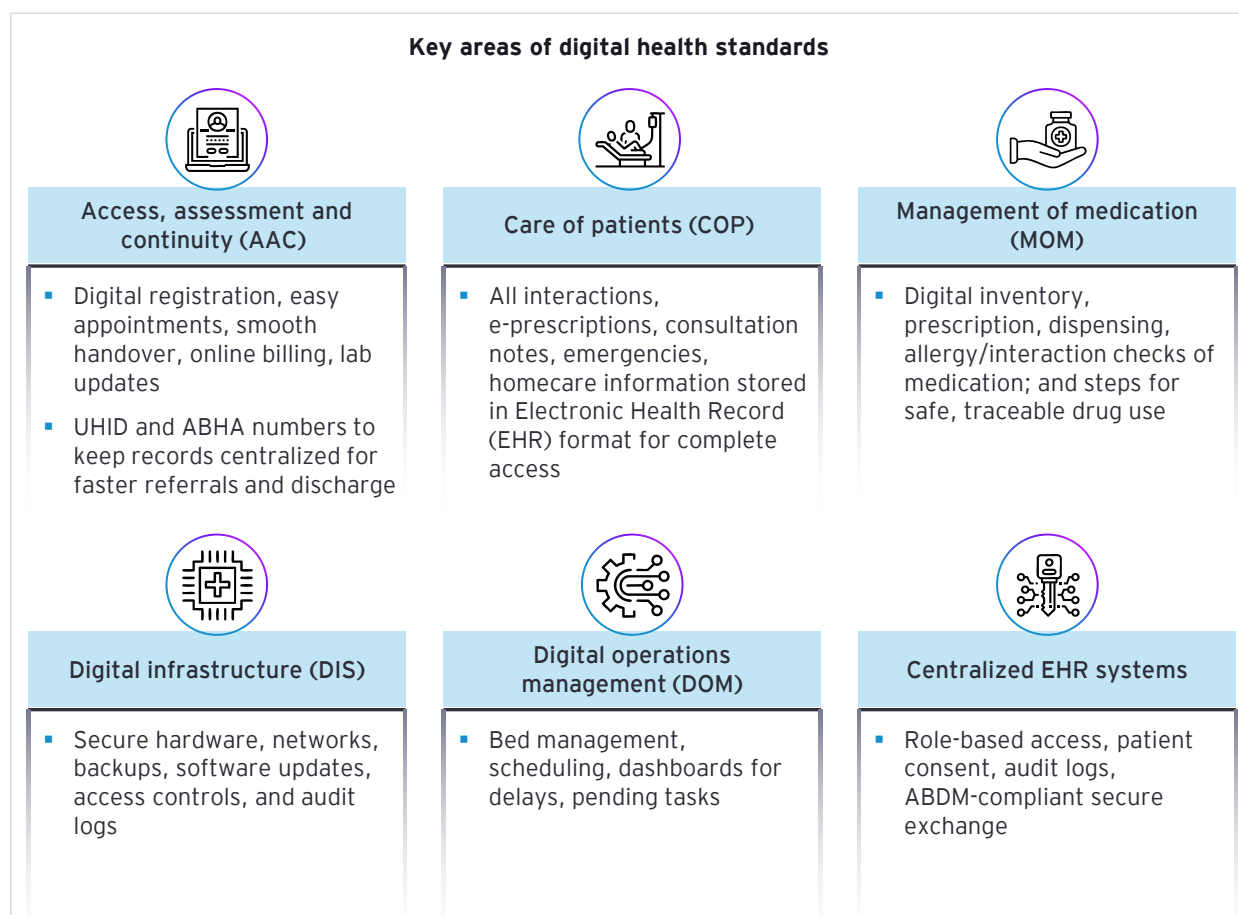 Key areas of digital health standards
Access, assessment and
continuity (AAC)
▪ Digital registration, easy
appointments, smooth
handover, online billing, lab
updates
▪ UHID and ABHA numbers to
keep records centralized for
faster referrals and discharge
Care of patients (COP)
▪ All interactions,
e-prescriptions, consultation
notes, emergencies,
homecare information stored
in Electronic Health Record
(EHR) format for complete
access
Management of medication
(MOM)
▪ Digital inventory,
prescription, dispensing,
allergy/interaction checks of
medication; and steps for
safe, traceable drug use
Digital infrastructure (DIS)
▪ Secure hardware, networks,
backups, software updates,
access controls, and audit
logs
Digital operations
management (DOM)
▪ Bed management,
scheduling, dashboards for
delays, pending tasks
Centralized EHR systems
▪ Role-based access, patient
consent, audit logs,
ABDM-compliant secure
exchange